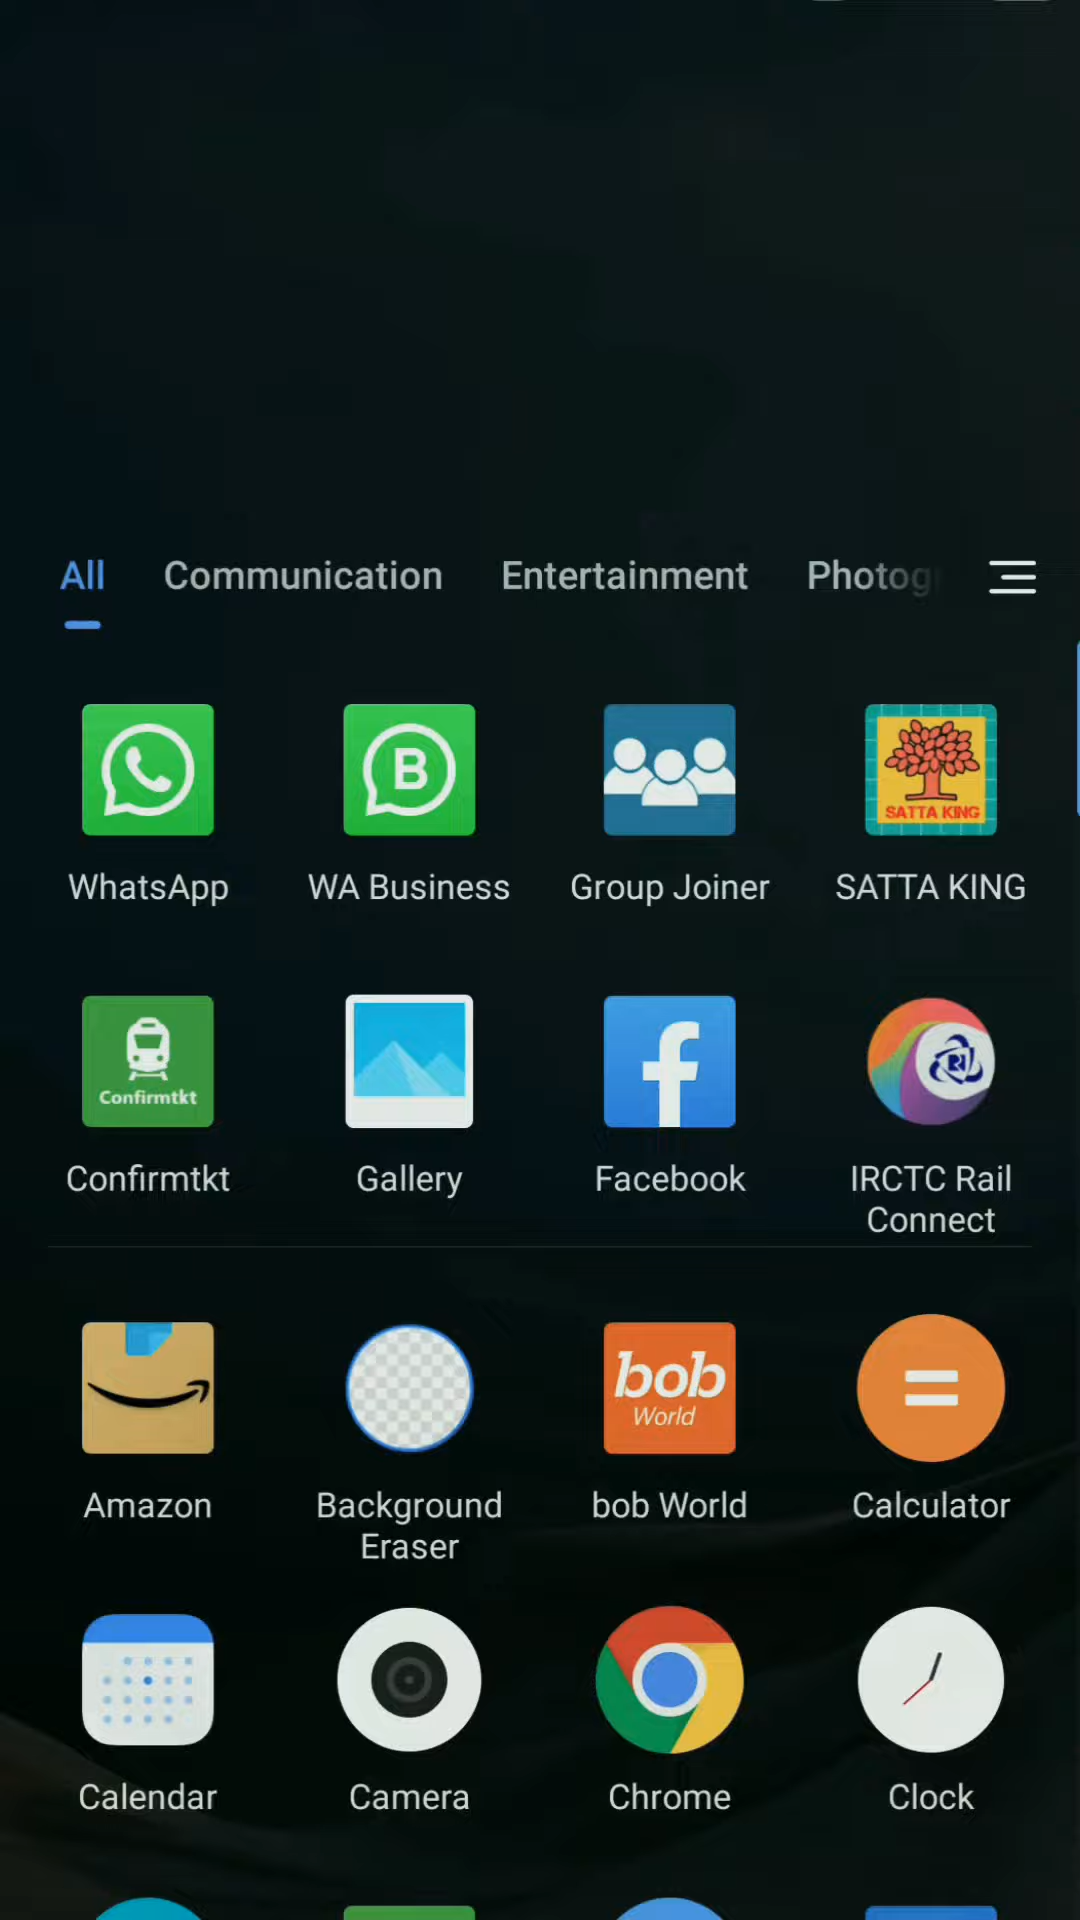 All Communication Entertainment Photog
SATTA KING
WhatsApp WA Business Group Joiner SATTA KING
Confirmtkt
Confirmtkt Gallery Facebook IRCTC Rail
Connect
bob
World
Amazon Background bob World Calculator
Eraser
Calendar Camera Chrome Clock